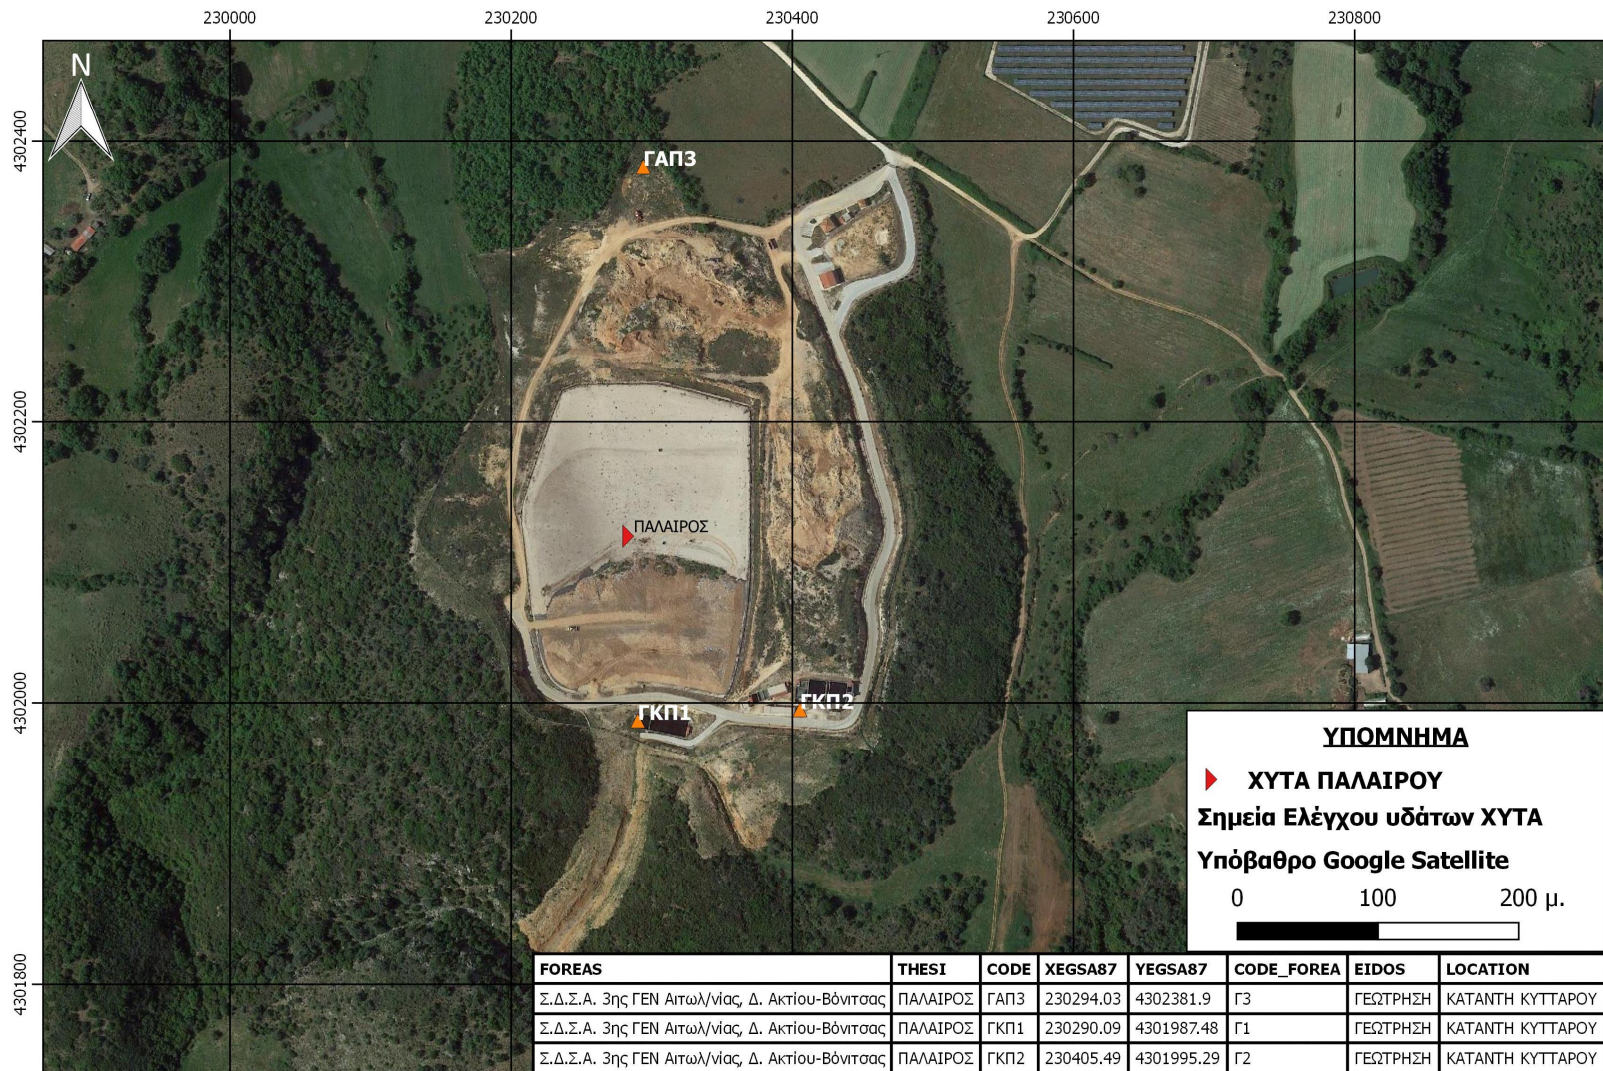 230000 230200 230400 230600 230800
N
4302400
ΓΑΠ3
4302200
ΠΑΛΑΙΡΟΣ
4302000
ΓΚΠ1
ΓΚΠ2
4301800
ΥΠΟΜΝΗΜΑ
ΧΥΤΑ ΠΑΛΑΙΡΟΥ
Σημεία Ελέγχου υδάτων ΧΥΤΑ
Υπόβαθρο Google Satellite
0 100 200 μ.
FOREAS THESI CODE XEGSA87 YEGSA87 CODE_FOREA EIDOS LOCATION
Σ.Δ.Σ.Α. 3ης ΓΕΝ Αιτωλ/νίας, Δ. Ακτίου-Βόνιτσας ΠΑΛΑΙΡΟΣ ΓΑΠ3 230294.03 4302381.9 Γ3 ΓΕΩΤΡΗΣΗ ΚΑΤΑΝΤΗ ΚΥΤΤΑΡΟΥ
Σ.Δ.Σ.Α. 3ης ΓΕΝ Αιτωλ/νίας, Δ. Ακτίου-Βόνιτσας ΠΑΛΑΙΡΟΣ ΓΚΠ1 230290.09 4301987.48 Γ1 ΓΕΩΤΡΗΣΗ ΚΑΤΑΝΤΗ ΚΥΤΤΑΡΟΥ
Σ.Δ.Σ.Α. 3ης ΓΕΝ Αιτωλ/νίας, Δ. Ακτίου-Βόνιτσας ΠΑΛΑΙΡΟΣ ΓΚΠ2 230405.49 4301995.29 Γ2 ΓΕΩΤΡΗΣΗ ΚΑΤΑΝΤΗ ΚΥΤΤΑΡΟΥ